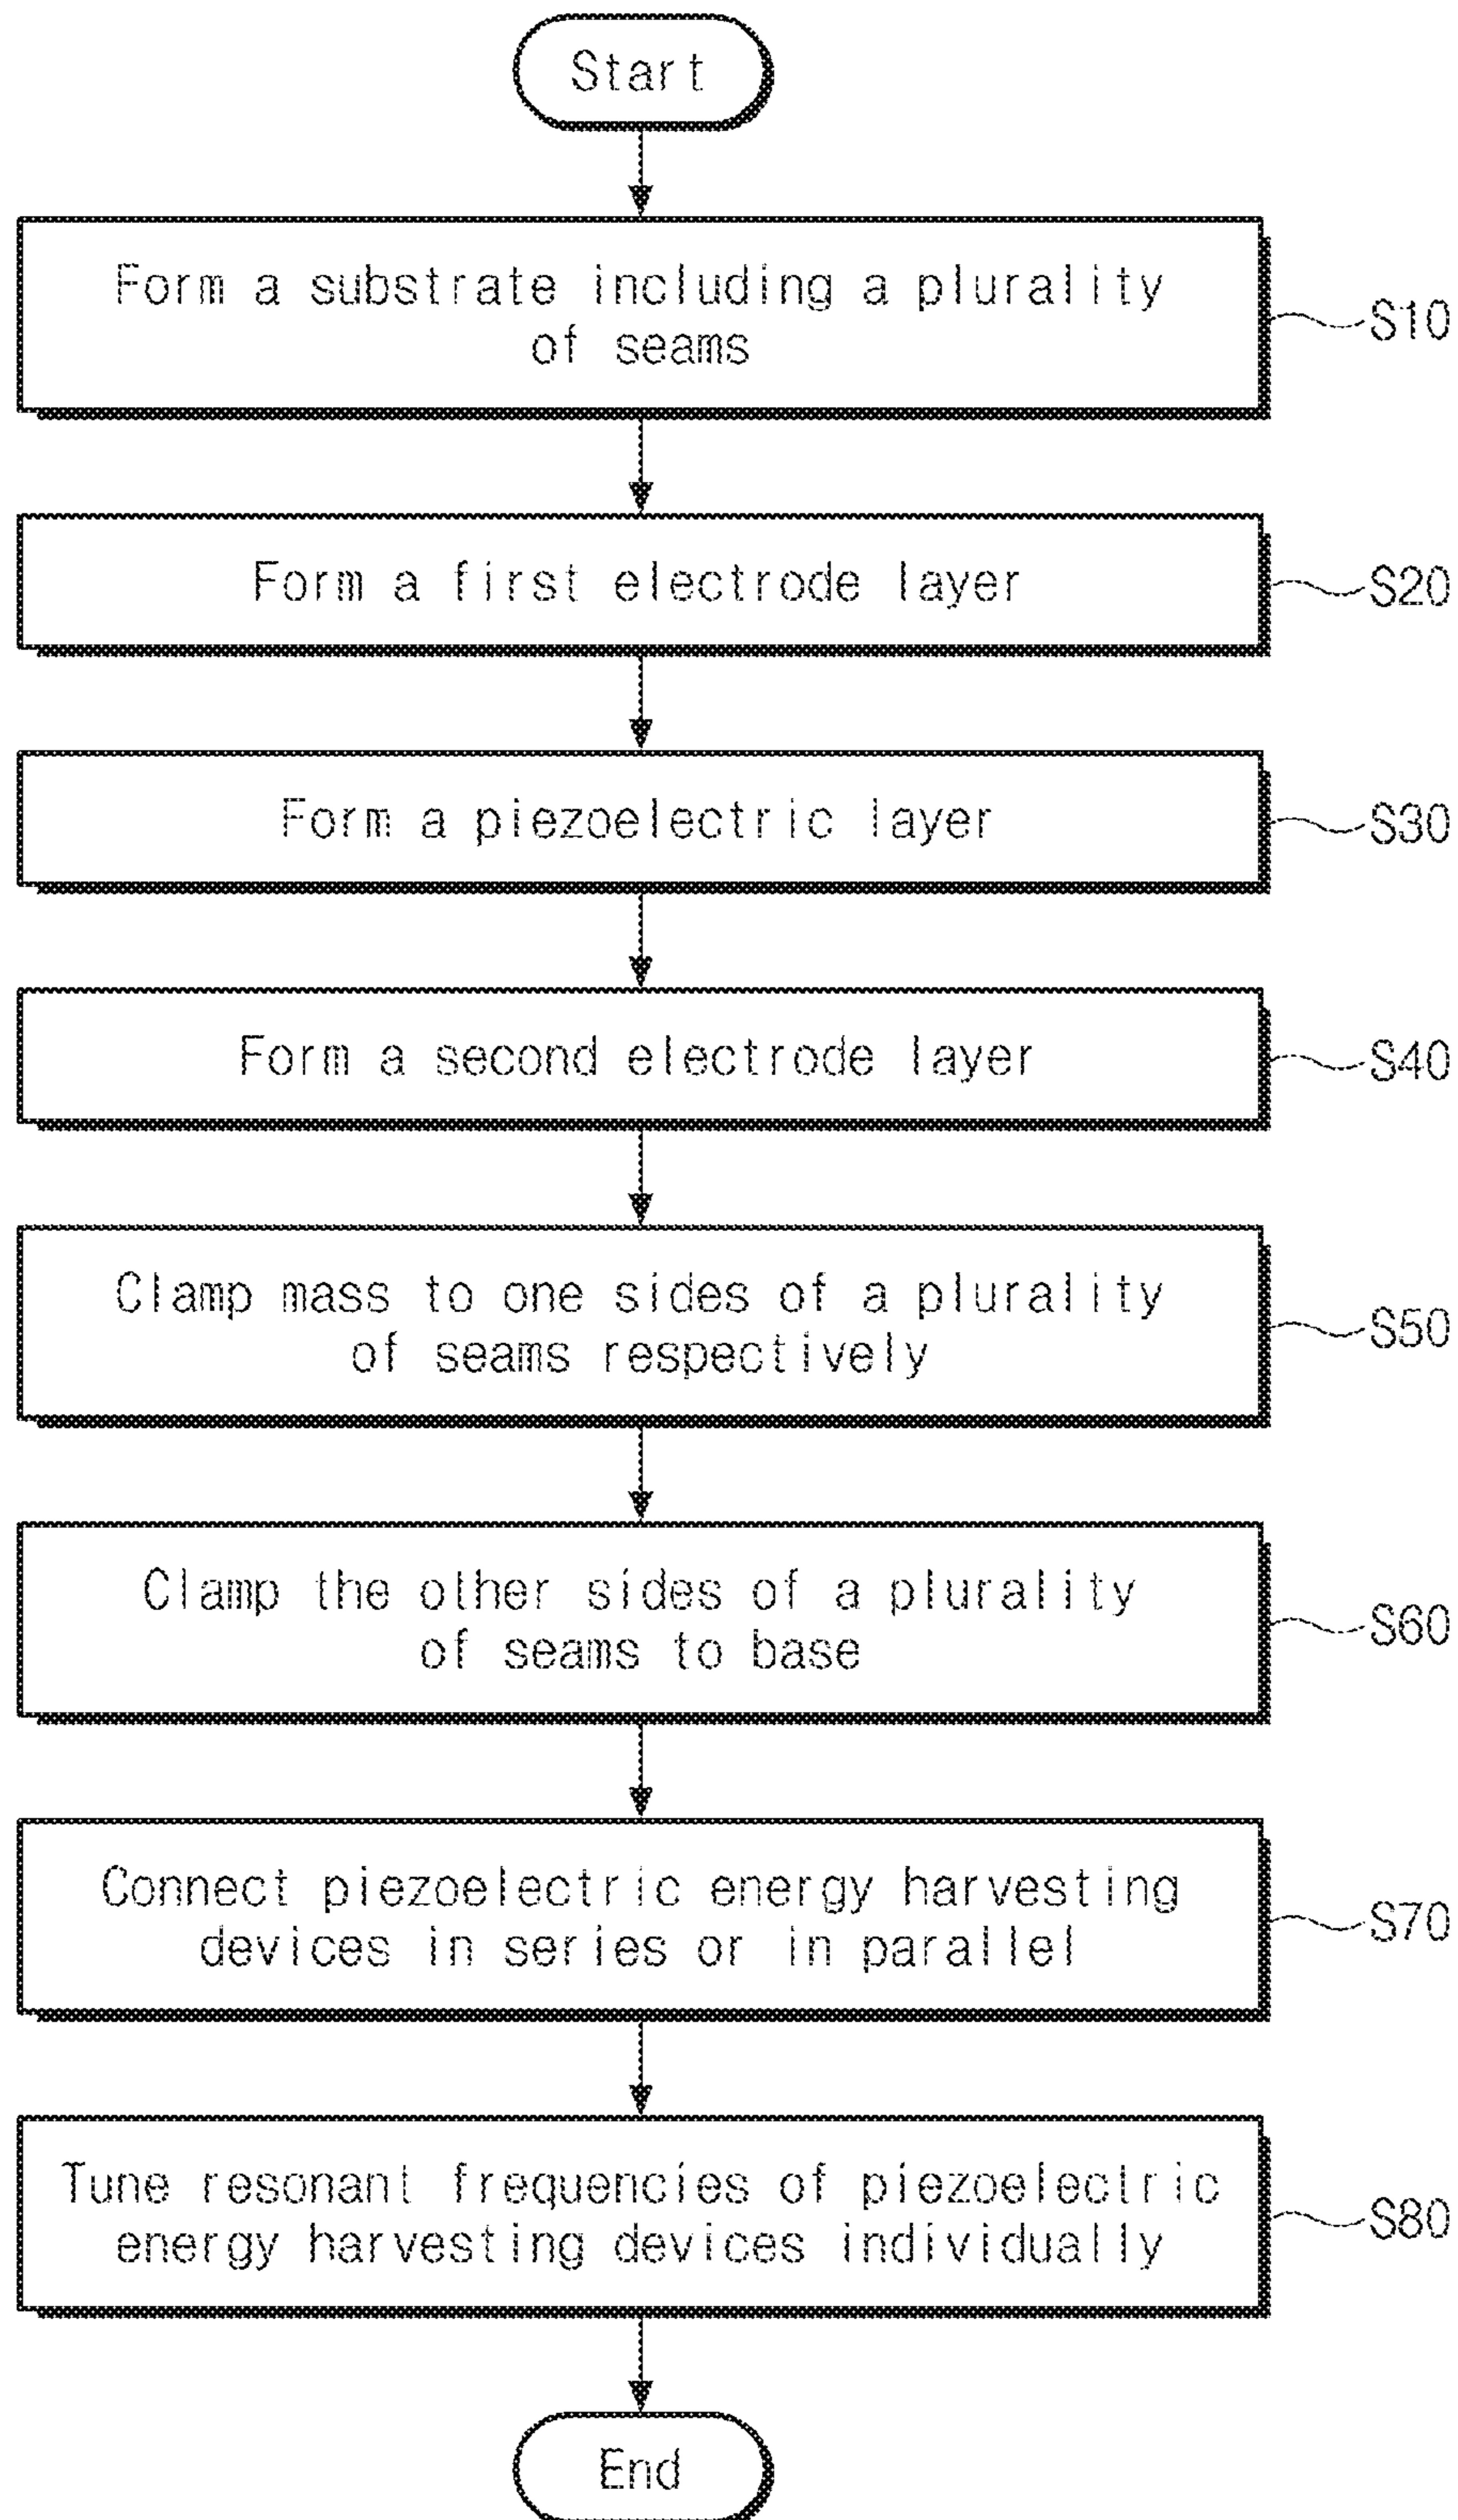 Start
Form a substrate including a plurality
of seams
S10
Form a first electrode layer
S20
Form a piezoelectric layer
S30
Form a second electrode layer
S40
Clamp mass to one sides of a plurality
of seams respectively
S50
Clamp the other sides of a plurality
of seams to base
S60
Connect piezoelectric energy harvesting
devices in series or in parallel
S70
Tune resonant frequencies of piezoelectric
energy harvesting devices individually
S80
End